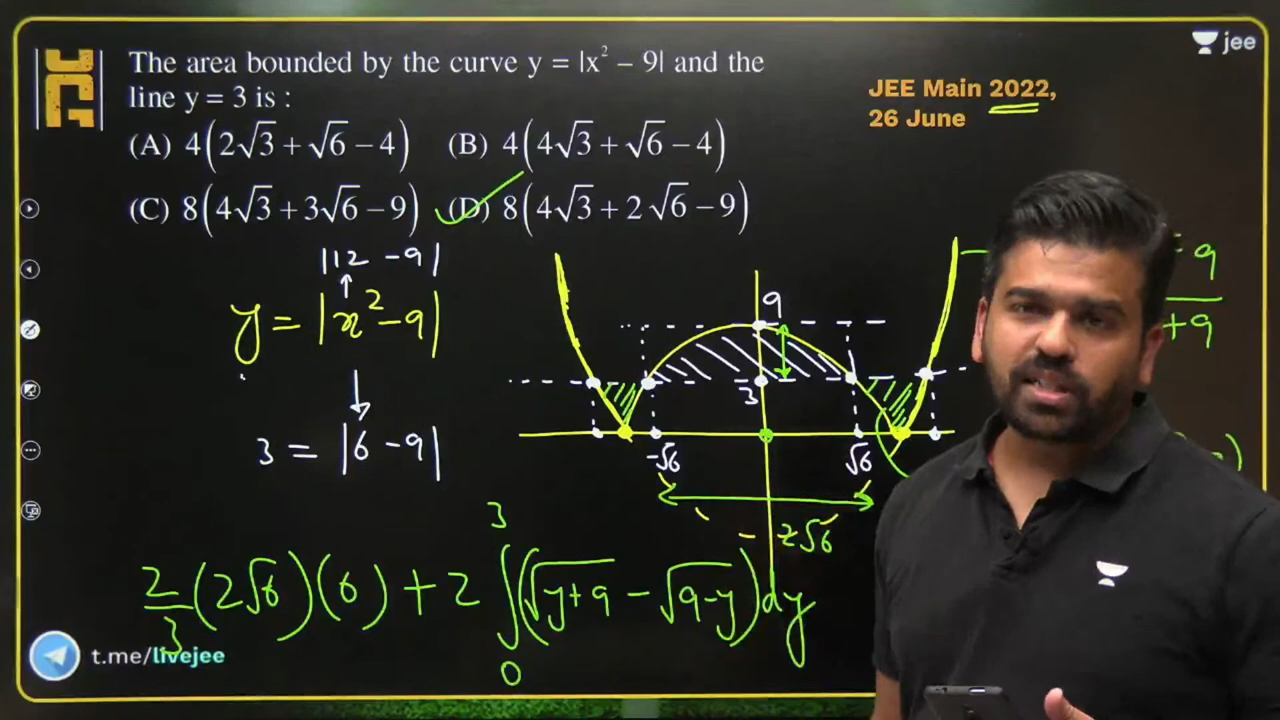 The area bounded by the curve y = |x² – 9| and the
line y = 3 is :
(A) 4(2√3 + √6 – 4) (B) 4(4√3 + √6 – 4)
(C) 8(4√3 + 3√6 – 9) (D) 8(4√3 + 2√6 – 9)
JEE Main 2022,
26 June
jee
|12 - 9|
y = |x² - 9|
3 = |6 - 9|
9
3
-√6
√6
2√6
- 9
+9
2/3 (2√6)(6) + 2 ∫₀³ (√y+9 - √9-y) dy
t.me/livejee